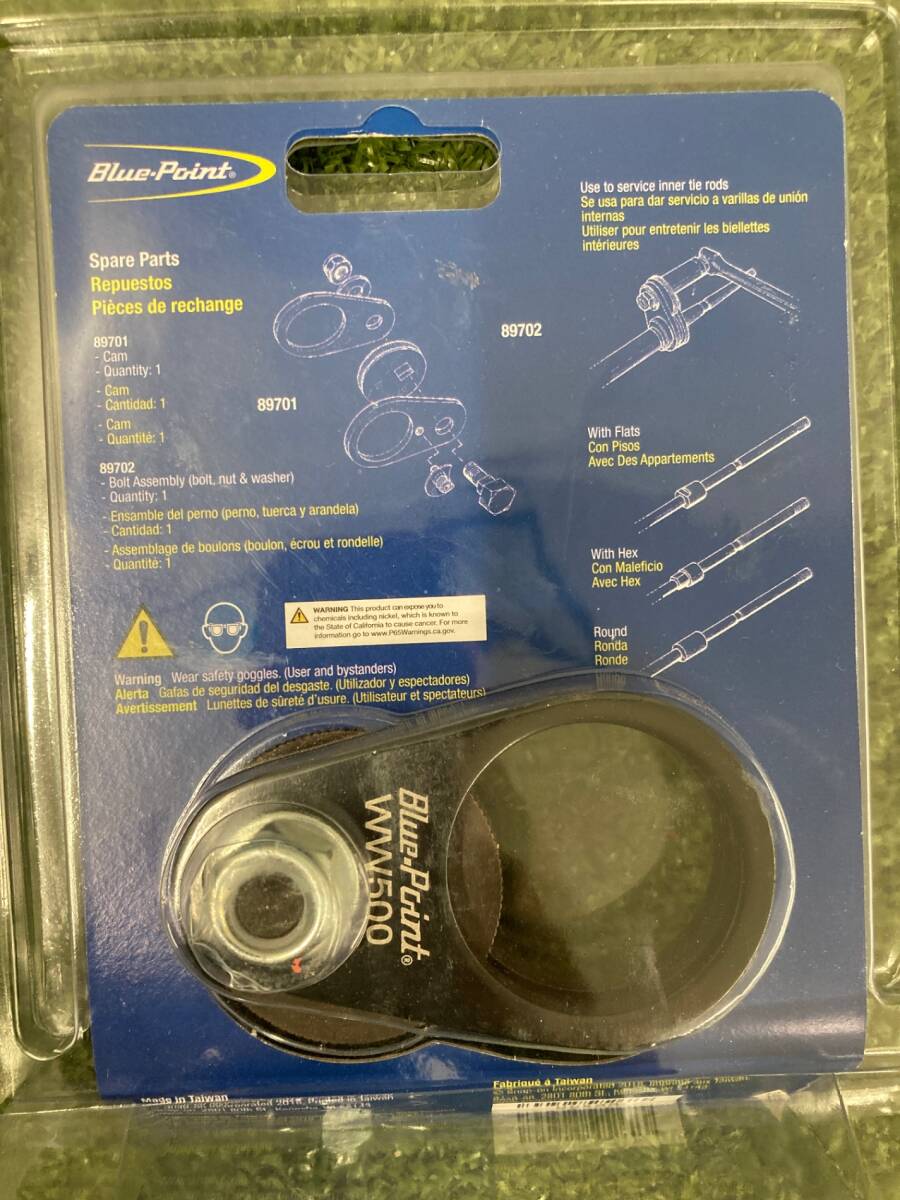 Blue-Point®
Spare Parts
Repuestos
Pièces de rechange
89701
- Cam
- Quantity: 1
- Cam
- Cantidad: 1
- Cam
- Quantité: 1
89702
- Bolt Assembly (bolt, nut & washer)
- Quantity: 1
- Ensamble del perno (perno, tuerca y arandela)
- Cantidad: 1
- Assemblage de boulons (boulon, écrou et rondelle)
- Quantité: 1
89701
89702
Use to service inner tie rods
Se usa para dar servicio a varillas de unión
internas
Utiliser pour entretenir les biellettes
intérieures
With Flats
Con Pisos
Avec Des Appartements
With Hex
Con Maleficio
Avec Hex
Round
Ronda
Ronde
WARNING This product can expose you to
chemicals including nickel, which is known to
the State of California to cause cancer. For more
information go to www.P65Warnings.ca.gov.
Warning Wear safety goggles. (User and bystanders)
Alerta Gafas de seguridad del desgaste. (Utilizador y espectadores)
Avertissement Lunettes de sûreté d'usure. (Utilisateur et spectateurs)
Blue-Point®
WW500
Made in Taiwan
Fabriqué à Taiwan